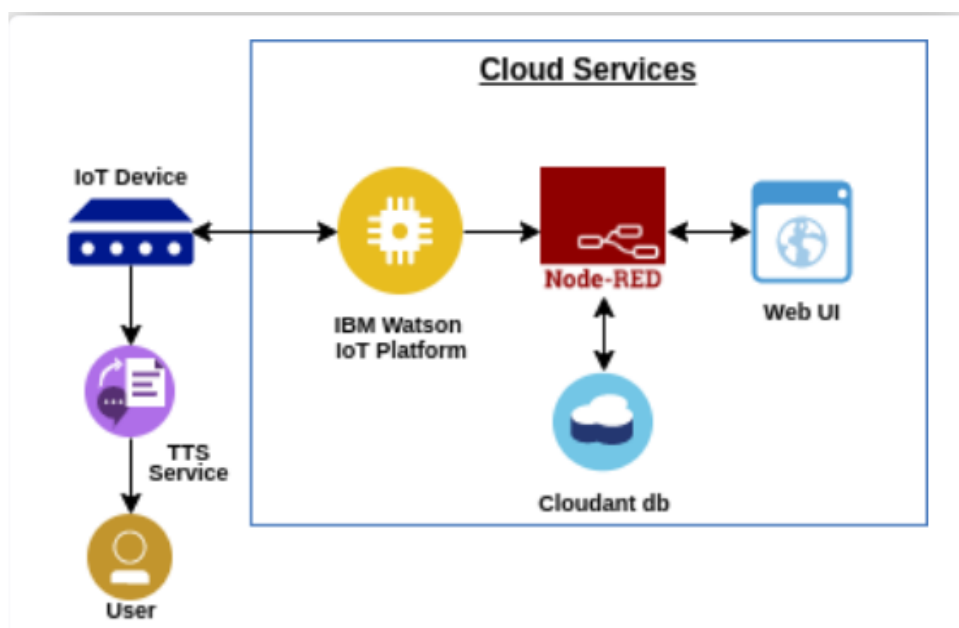 Cloud Services
IoT Device
Node-RED
Web UI
IBM Watson
IoT Platform
TTS
Service
Cloudant db
User